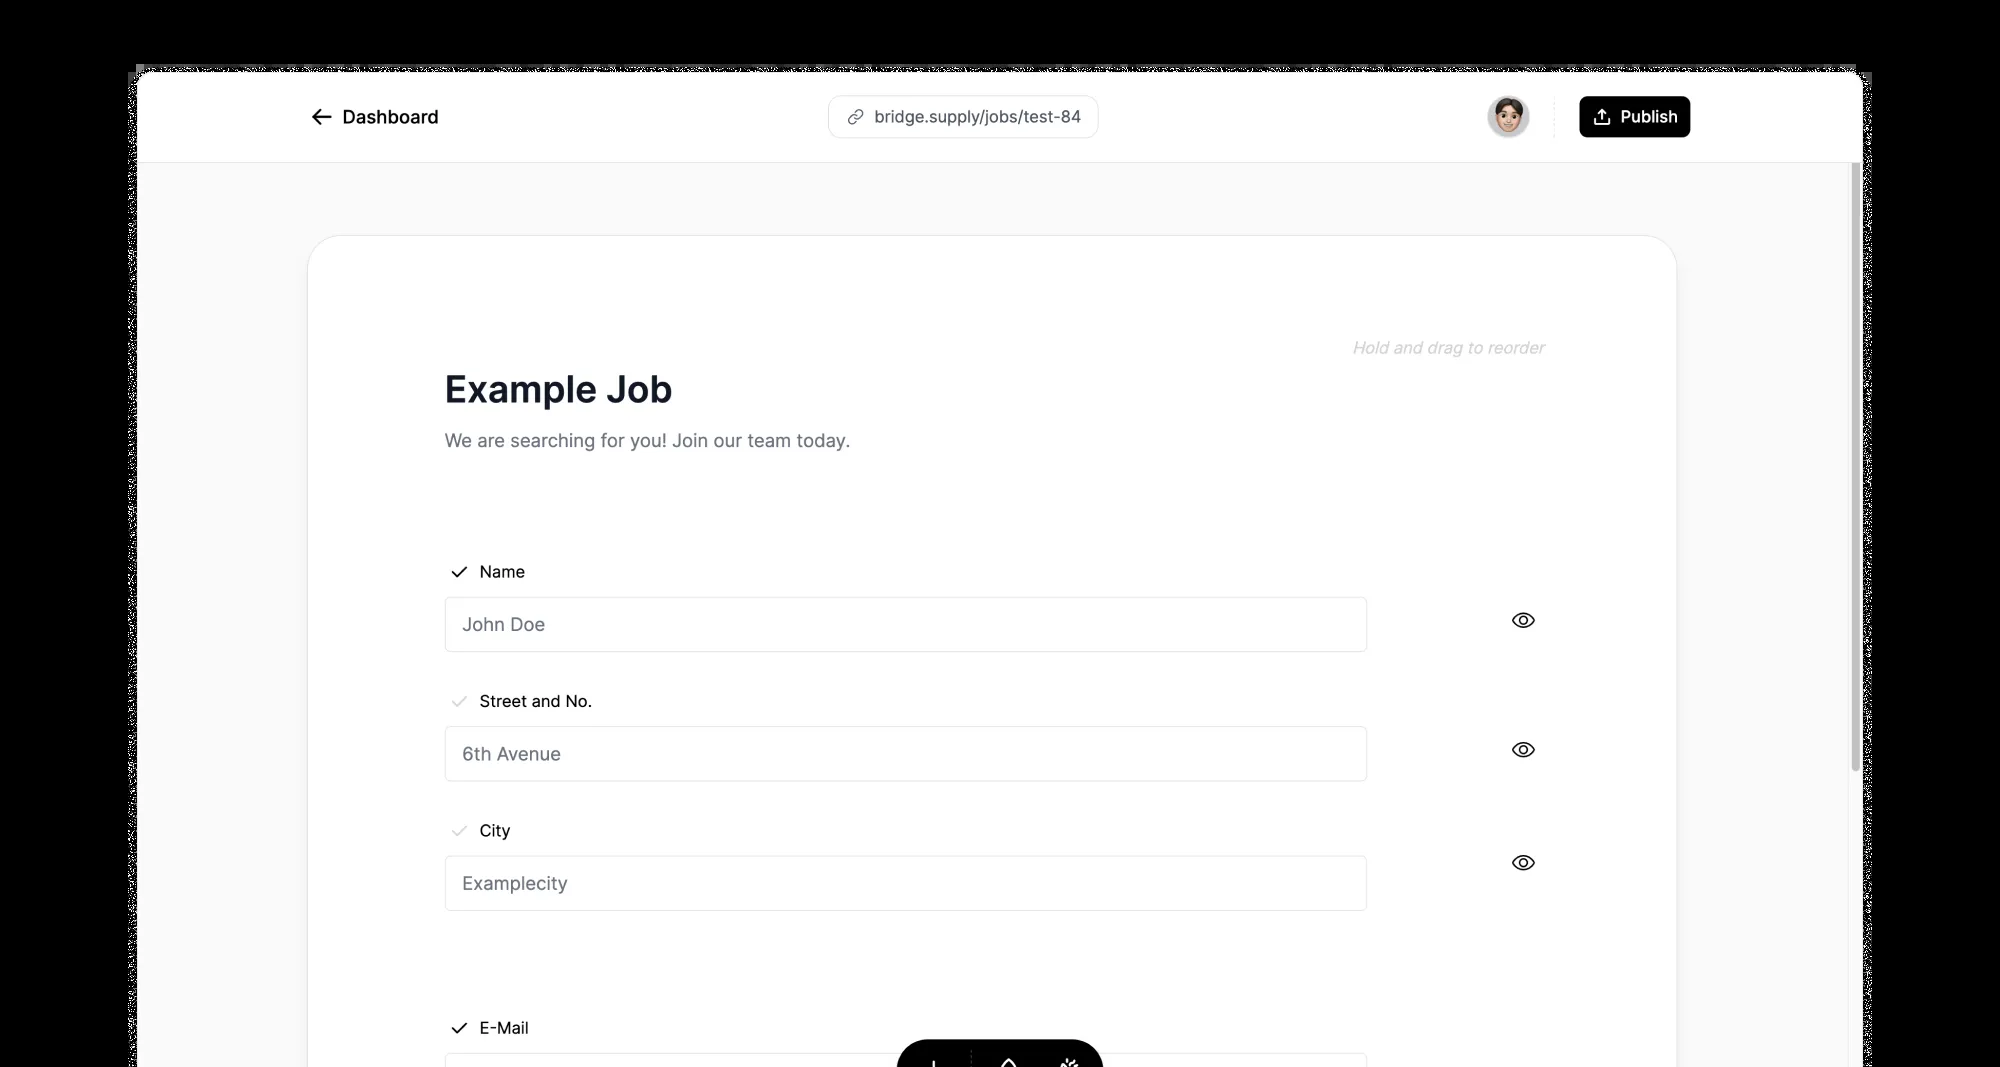 Dashboard
bridge.supply/jobs/test-84
Publish
Hold and drag to reorder
Example Job
We are searching for you! Join our team today.
Name
John Doe
Street and No.
6th Avenue
City
Examplecity
E-Mail